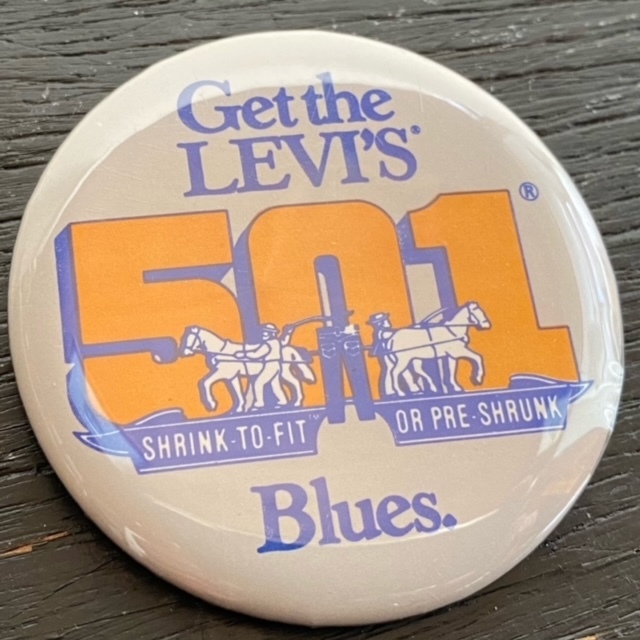 Get the
LEVI'S®
501®
SHRINK-TO-FIT™ OR PRE-SHRUNK
Blues.